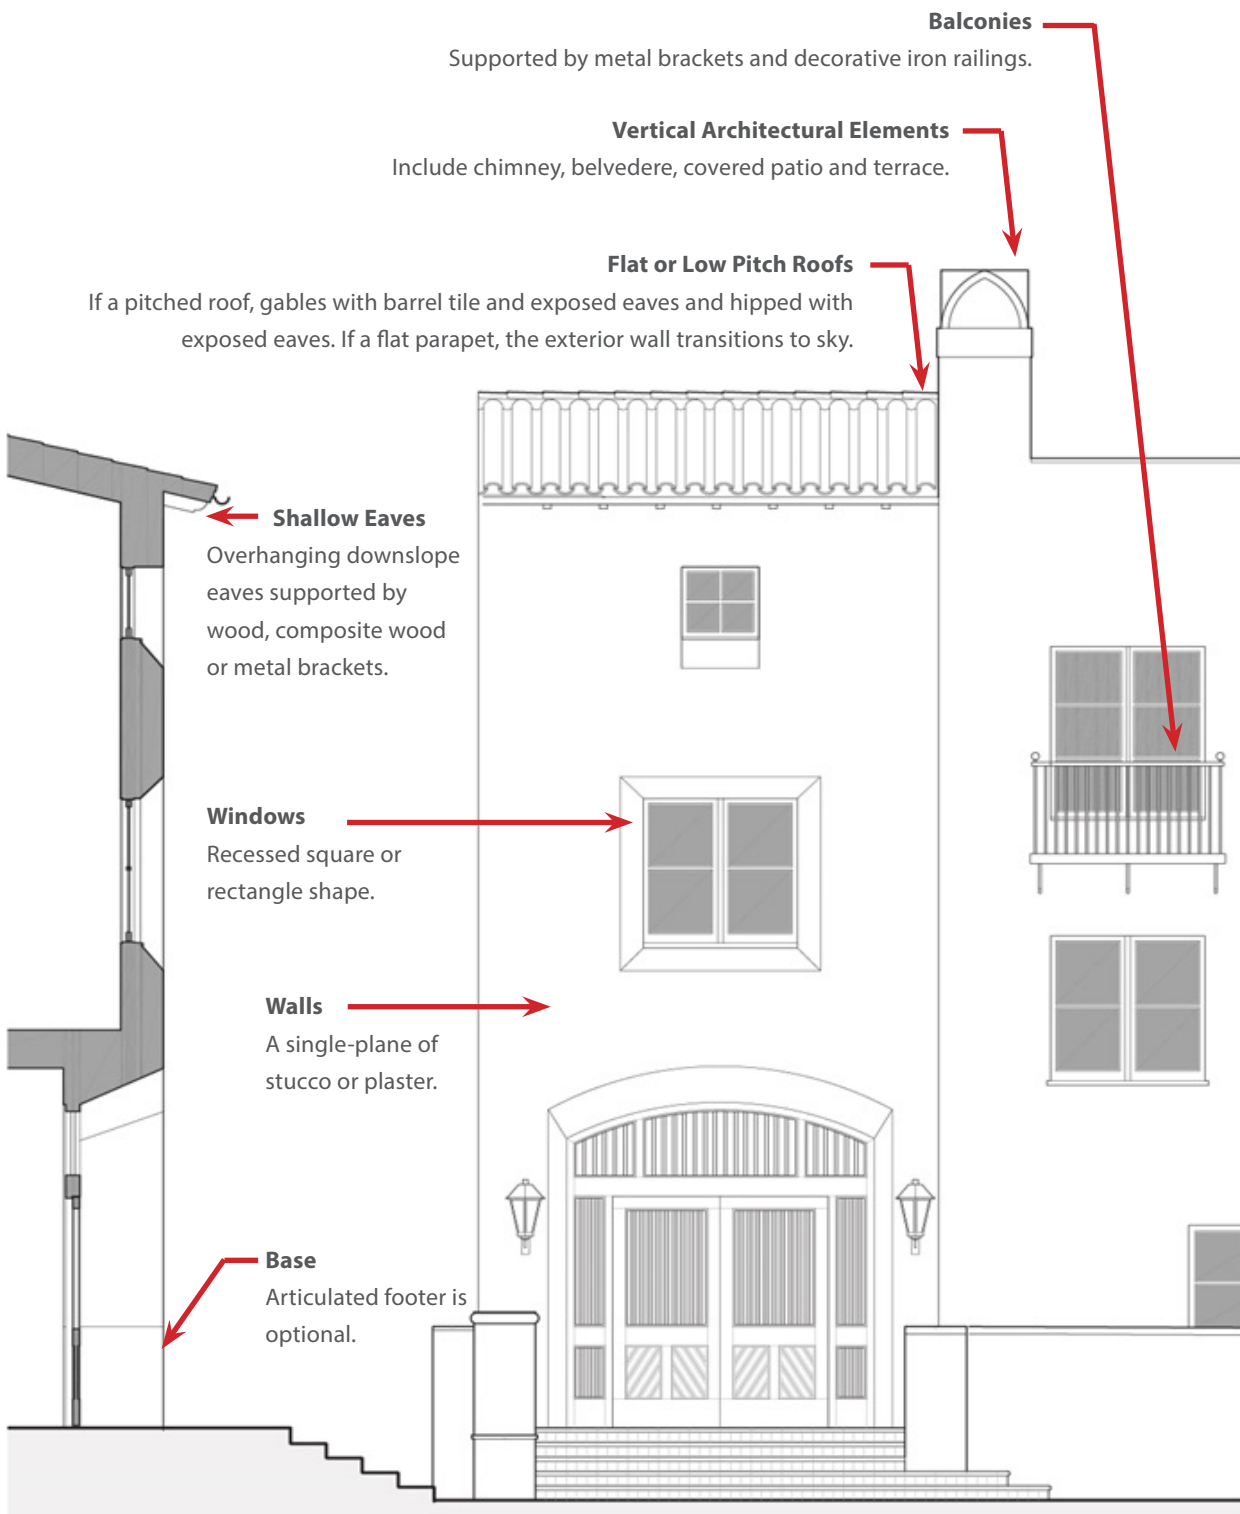 Balconies
Supported by metal brackets and decorative iron railings.
Vertical Architectural Elements
Include chimney, belvedere, covered patio and terrace.
Flat or Low Pitch Roofs
If a pitched roof, gables with barrel tile and exposed eaves and hipped with
exposed eaves. If a flat parapet, the exterior wall transitions to sky.
Shallow Eaves
Overhanging downslope
eaves supported by
wood, composite wood
or metal brackets.
Windows
Recessed square or
rectangle shape.
Walls
A single-plane of
stucco or plaster.
Base
Articulated footer is
optional.